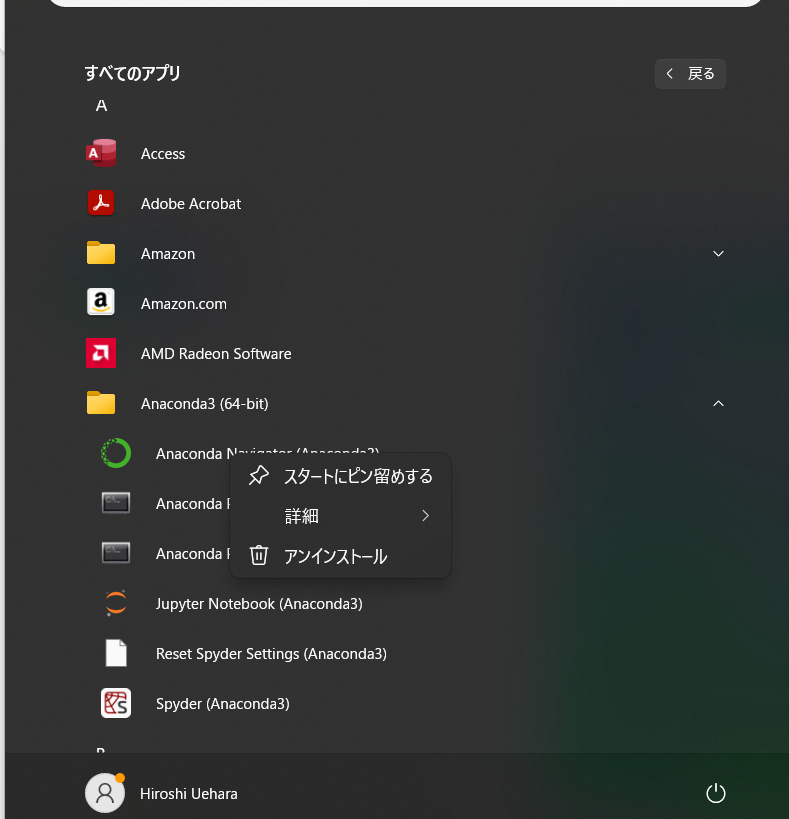 すべてのアプリ
戻る
A
Access
Adobe Acrobat
Amazon
Amazon.com
AMD Radeon Software
Anaconda3 (64-bit)
Anaconda Navigator (Anaconda3)
スタートにピン留めする
Anaconda
詳細
Anaconda
アンインストール
Jupyter Notebook (Anaconda3)
Reset Spyder Settings (Anaconda3)
Spyder (Anaconda3)
Hiroshi Uehara